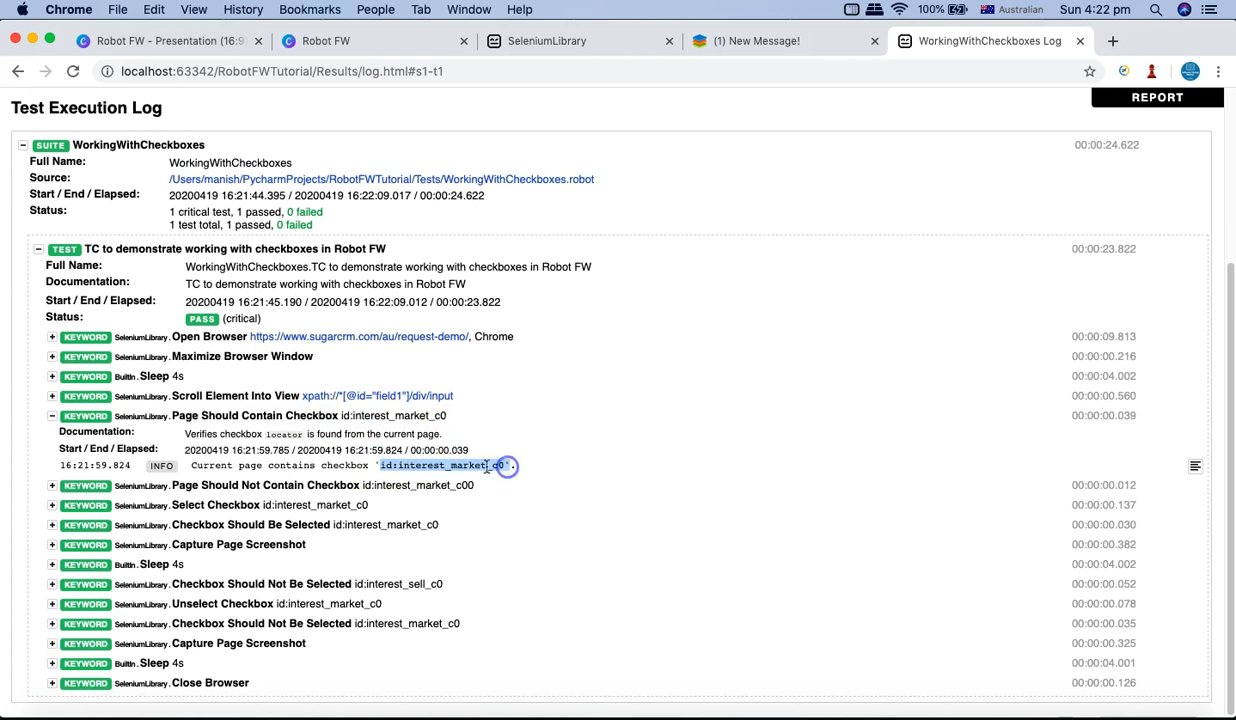 Chrome File Edit View History Bookmarks People Tab Window Help 100% Australian Sun 4:22 pm
Robot FW - Presentation (16:9 Robot FW SeleniumLibrary (1) New Message! WorkingWithCheckboxes Log
localhost:63342/RobotFWTutorial/Results/log.html#s1-t1
Test Execution Log REPORT
SUITE WorkingWithCheckboxes 00:00:24.622
Full Name: WorkingWithCheckboxes
Source: /Users/manish/PycharmProjects/RobotFWTutorial/Tests/WorkingWithCheckboxes.robot
Start / End / Elapsed: 20200419 16:21:44.395 / 20200419 16:22:09.017 / 00:00:24.622
Status: 1 critical test, 1 passed, 0 failed
1 test total, 1 passed, 0 failed
TEST TC to demonstrate working with checkboxes in Robot FW 00:00:23.822
Full Name: WorkingWithCheckboxes.TC to demonstrate working with checkboxes in Robot FW
Documentation: TC to demonstrate working with checkboxes in Robot FW
Start / End / Elapsed: 20200419 16:21:45.190 / 20200419 16:22:09.012 / 00:00:23.822
Status: PASS (critical)
KEYWORD SeleniumLibrary. Open Browser https://www.sugarcrm.com/au/request-demo/, Chrome 00:00:09.813
KEYWORD SeleniumLibrary. Maximize Browser Window 00:00:00.216
KEYWORD BuiltIn. Sleep 4s 00:00:04.002
KEYWORD SeleniumLibrary. Scroll Element Into View xpath://*[@id="field1"]/div/input 00:00:00.560
KEYWORD SeleniumLibrary. Page Should Contain Checkbox id:interest_market_c0 00:00:00.039
Documentation: Verifies checkbox locator is found from the current page.
Start / End / Elapsed: 20200419 16:21:59.785 / 20200419 16:21:59.824 / 00:00:00.039
16:21:59.824 INFO Current page contains checkbox 'id:interest_market_c0'.
KEYWORD SeleniumLibrary. Page Should Not Contain Checkbox id:interest_market_c00 00:00:00.012
KEYWORD SeleniumLibrary. Select Checkbox id:interest_market_c0 00:00:00.137
KEYWORD SeleniumLibrary. Checkbox Should Be Selected id:interest_market_c0 00:00:00.030
KEYWORD SeleniumLibrary. Capture Page Screenshot 00:00:00.382
KEYWORD BuiltIn. Sleep 4s 00:00:04.002
KEYWORD SeleniumLibrary. Checkbox Should Not Be Selected id:interest_sell_c0 00:00:00.052
KEYWORD SeleniumLibrary. Unselect Checkbox id:interest_market_c0 00:00:00.078
KEYWORD SeleniumLibrary. Checkbox Should Not Be Selected id:interest_market_c0 00:00:00.035
KEYWORD SeleniumLibrary. Capture Page Screenshot 00:00:00.325
KEYWORD BuiltIn. Sleep 4s 00:00:04.001
KEYWORD SeleniumLibrary. Close Browser 00:00:00.126